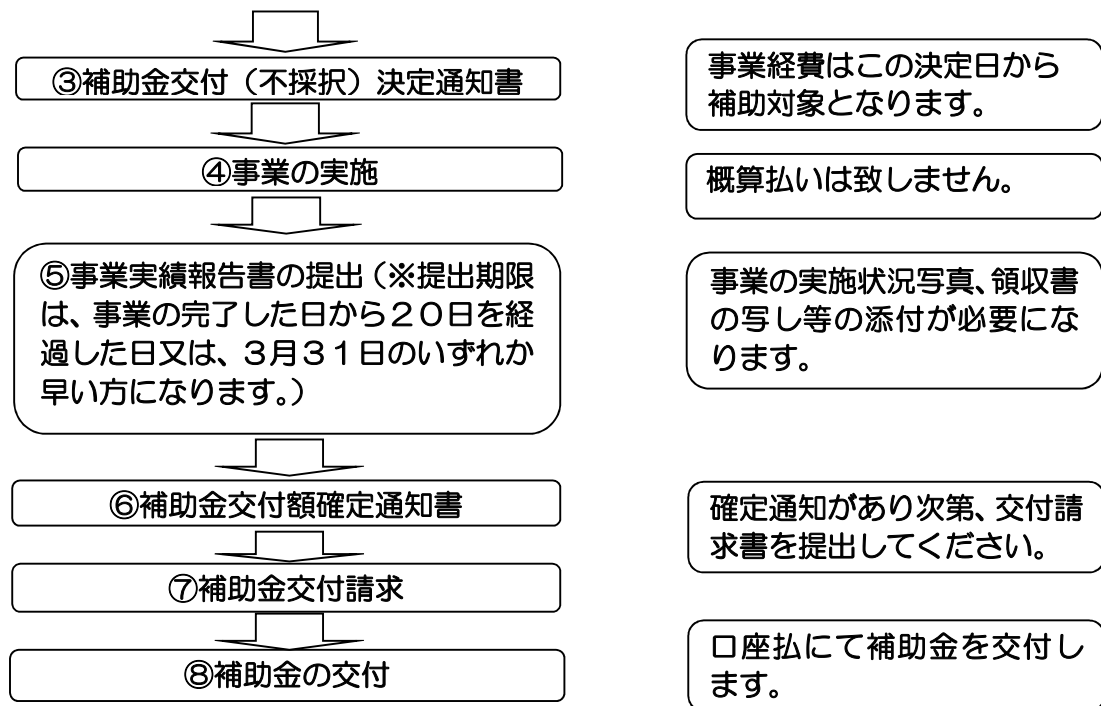 ③補助金交付（不採択）決定通知書
事業経費はこの決定日から
補助対象となります。
④事業の実施
概算払いは致しません。
⑤事業実績報告書の提出（※提出期限
は、事業の完了した日から２０日を経
過した日又は、３月３１日のいずれか
早い方になります。）
事業の実施状況写真、領収書
の写し等の添付が必要にな
ります。
⑥補助金交付額確定通知書
確定通知があり次第、交付請
求書を提出してください。
⑦補助金交付請求
⑧補助金の交付
口座払にて補助金を交付し
ます。